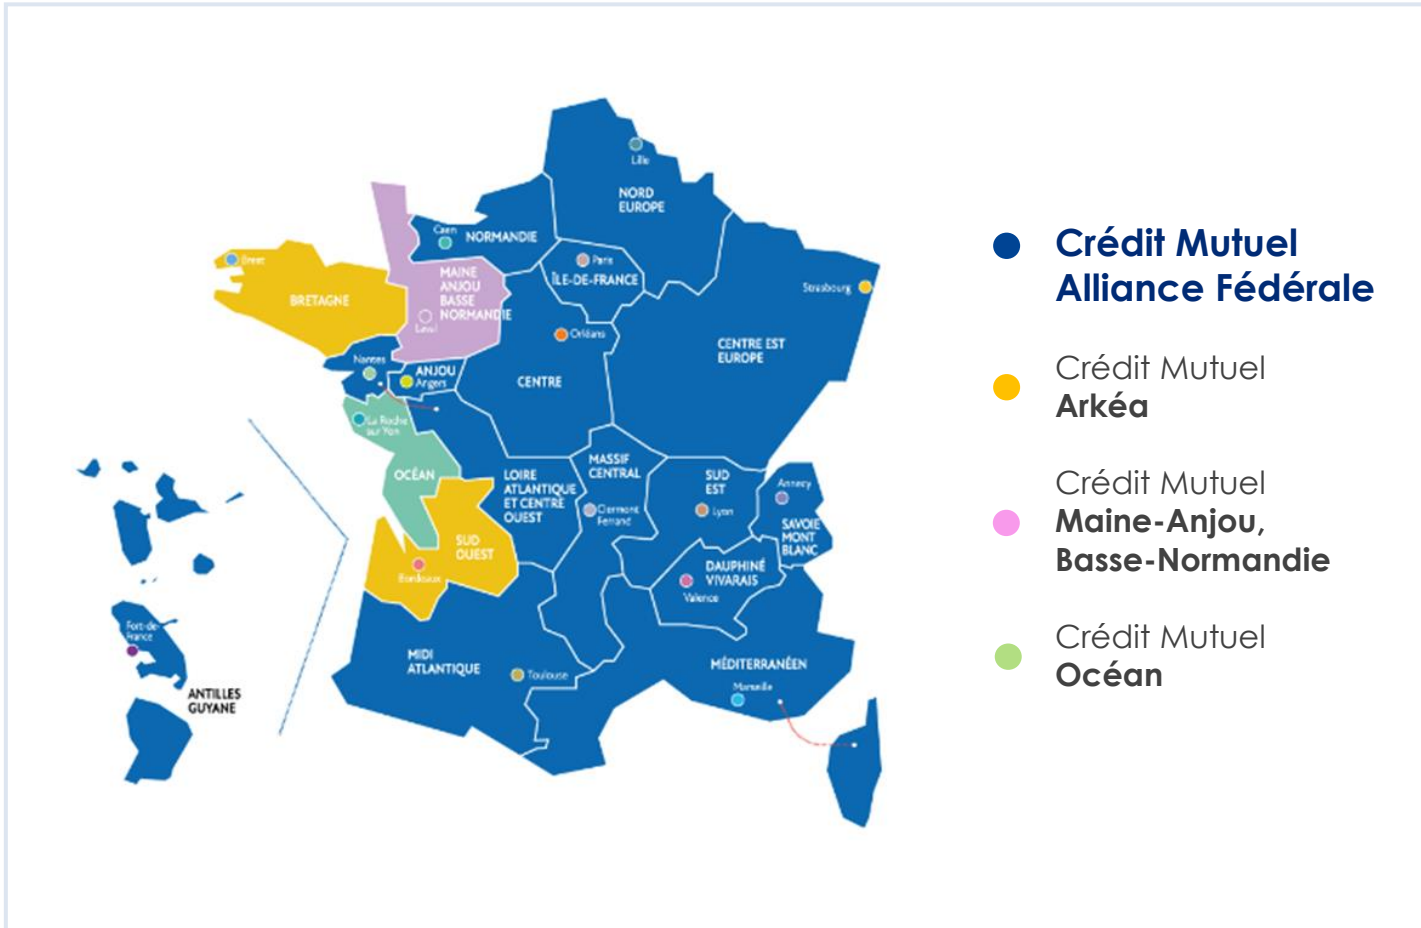 Lille
NORD
EUROPE
Caen
NORMANDIE
Paris
ÎLE-DE-FRANCE
Brest
BRETAGNE
MAINE
ANJOU
BASSE
NORMANDIE
Laval
Strasbourg
Orléans
CENTRE EST
EUROPE
Nantes
ANJOU
Angers
CENTRE
La Roche
sur Yon
OCÉAN
LOIRE
ATLANTIQUE
ET CENTRE
OUEST
MASSIF
CENTRAL
Clermont
Ferrand
SUD
EST
Lyon
Annecy
SAVOIE
MONT
BLANC
SUD
OUEST
Bordeaux
DAUPHINÉ
VIVARAIS
Valence
MIDI
ATLANTIQUE
Toulouse
MÉDITERRANÉEN
Marseille
Fort-de-
France
ANTILLES
GUYANE
Crédit Mutuel
Alliance Fédérale
Crédit Mutuel
Arkéa
Crédit Mutuel
Maine-Anjou,
Basse-Normandie
Crédit Mutuel
Océan